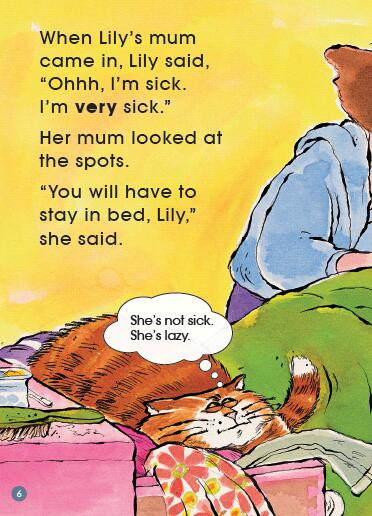 When Lily's mum
came in, Lily said,
“Ohhh, I'm sick.
I'm very sick.”
Her mum looked at
the spots.
“You will have to
stay in bed, Lily,”
she said.
She's not sick.
She's lazy.
6